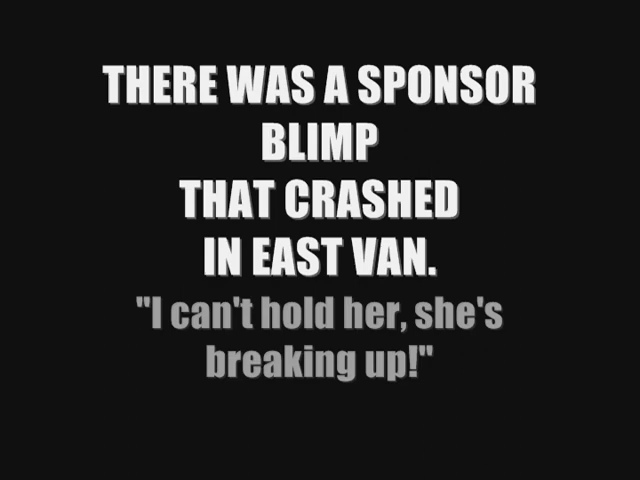 THERE WAS A SPONSOR
BLIMP
THAT CRASHED
IN EAST VAN.
"I can't hold her, she's
breaking up!"